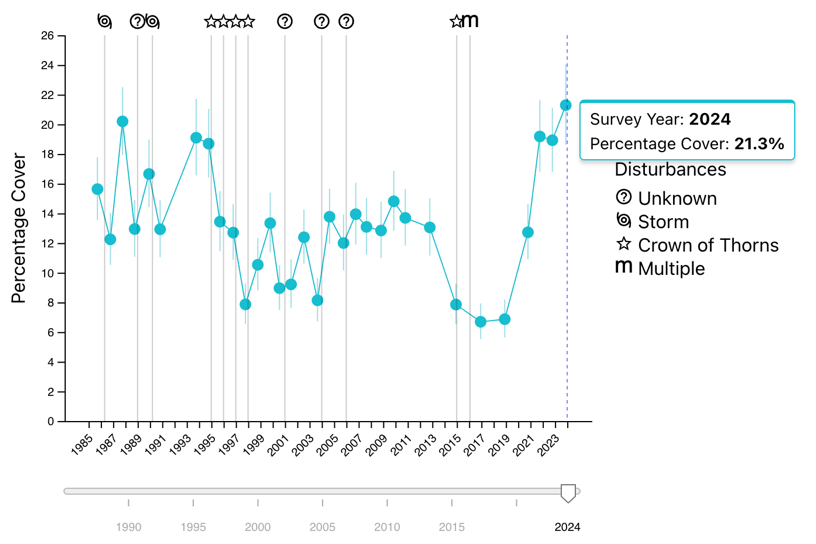 26
24
22
20
18
16
14
12
10
8
6
4
2
0
Percentage Cover
1985 1987 1989 1991 1993 1995 1997 1999 2001 2003 2005 2007 2009 2011 2013 2015 2017 2019 2021 2023
Survey Year: 2024
Percentage Cover: 21.3%
Disturbances
? Unknown
Storm
Crown of Thorns
m Multiple
? ? ? ? m
1990 1995 2000 2005 2010 2015 2024